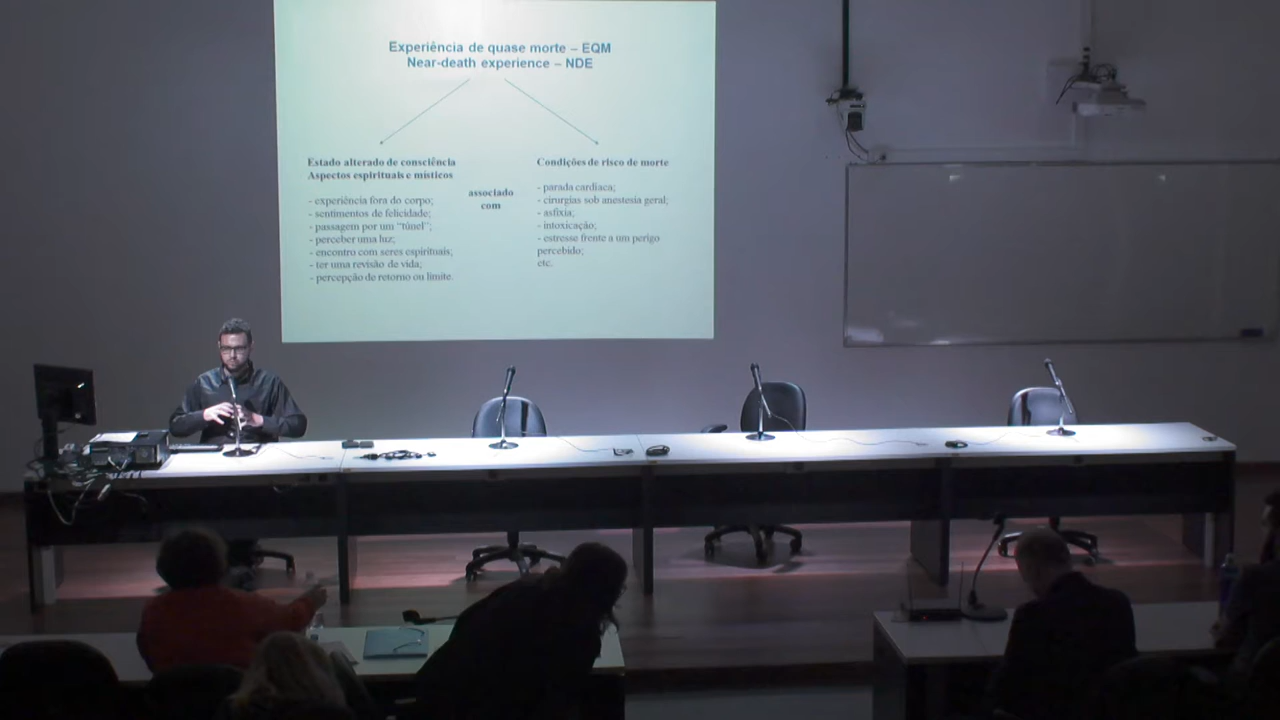 Experiência de quase morte – EQM
Near-death experience – NDE
Estado alterado de consciência
Aspectos espirituais e místicos
- experiência fora do corpo;
- sentimentos de felicidade;
- passagem por um “túnel”;
- perceber uma luz;
- encontro com seres espirituais;
- ter uma revisão de vida;
- percepção de retorno ou limite.
associado
com
Condições de risco de morte
- parada cardíaca;
- cirurgias sob anestesia geral;
- asfixia;
- intoxicação;
- estresse frente a um perigo
percebido;
etc.